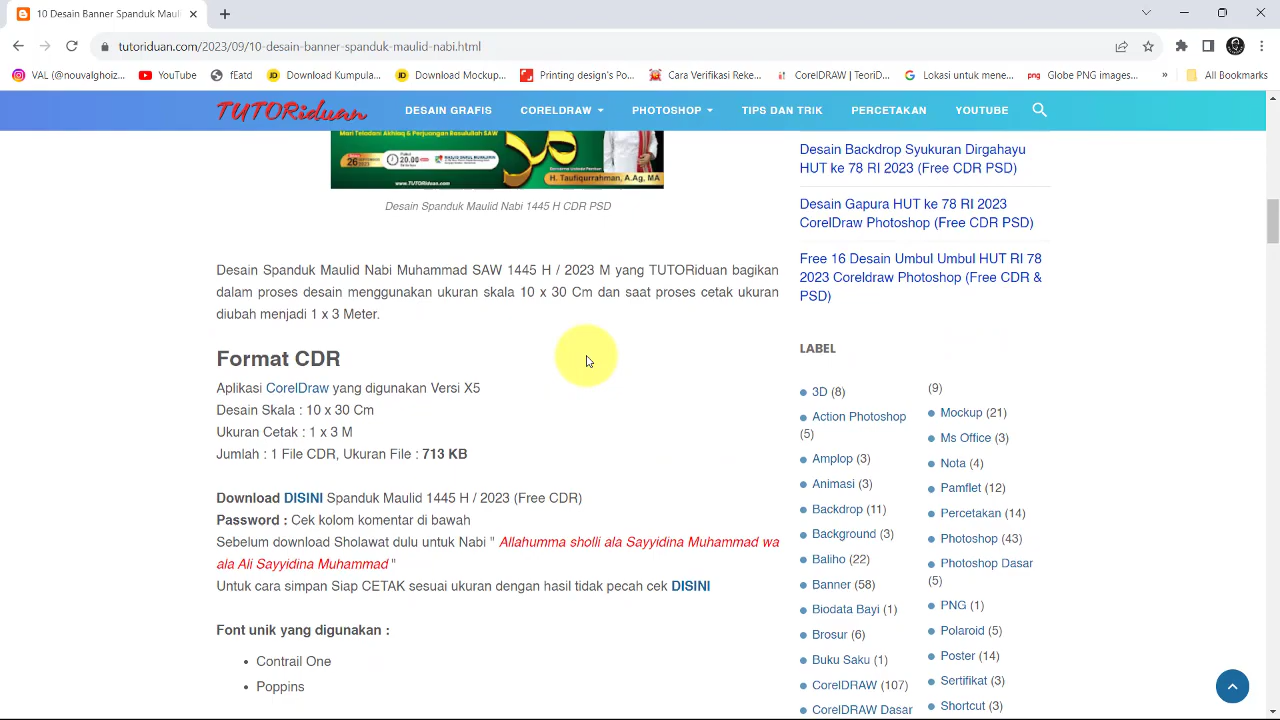 10 Desain Banner Spanduk Maulid
tutoriduan.com/2023/09/10-desain-banner-spanduk-maulid-nabi.html
VAL (@nouvalghoiz...
YouTube
fEatd
Download Kumpula...
Download Mockup...
Printing design's Po...
Cara Verifikasi Reke...
CorelDRAW | TeoriD...
Lokasi untuk mene...
Globe PNG images...
»
All Bookmarks
TUTORiduan
DESAIN GRAFIS
CORELDRAW
PHOTOSHOP
TIPS DAN TRIK
PERCETAKAN
YOUTUBE
Mari Teladani Akhlaq & Perjuangan Rasulullah SAW
26
20.00
www.TUTORiduan.com
H. Taufiqurrahman, A.Ag, MA
Desain Spanduk Maulid Nabi 1445 H CDR PSD
Desain Spanduk Maulid Nabi Muhammad SAW 1445 H / 2023 M yang TUTORiduan bagikan
dalam proses desain menggunakan ukuran skala 10 x 30 Cm dan saat proses cetak ukuran
diubah menjadi 1 x 3 Meter.
Format CDR
Aplikasi CorelDraw yang digunakan Versi X5
Desain Skala : 10 x 30 Cm
Ukuran Cetak : 1 x 3 M
Jumlah : 1 File CDR, Ukuran File : 713 KB
Download DISINI Spanduk Maulid 1445 H / 2023 (Free CDR)
Password : Cek kolom komentar di bawah
Sebelum download Sholawat dulu untuk Nabi " Allahumma sholli ala Sayyidina Muhammad wa
ala Ali Sayyidina Muhammad "
Untuk cara simpan Siap CETAK sesuai ukuran dengan hasil tidak pecah cek DISINI
Font unik yang digunakan :
Contrail One
Poppins
Desain Backdrop Syukuran Dirgahayu
HUT ke 78 RI 2023 (Free CDR PSD)
Desain Gapura HUT ke 78 RI 2023
CorelDraw Photoshop (Free CDR PSD)
Free 16 Desain Umbul Umbul HUT RI 78
2023 Coreldraw Photoshop (Free CDR &
PSD)
LABEL
3D (8)
Action Photoshop
(5)
Amplop (3)
Animasi (3)
Backdrop (11)
Background (3)
Baliho (22)
Banner (58)
Biodata Bayi (1)
Brosur (6)
Buku Saku (1)
CorelDRAW (107)
CorelDRAW Dasar
(9)
Mockup (21)
Ms Office (3)
Nota (4)
Pamflet (12)
Percetakan (14)
Photoshop (43)
Photoshop Dasar
(5)
PNG (1)
Polaroid (5)
Poster (14)
Sertifikat (3)
Shortcut (3)